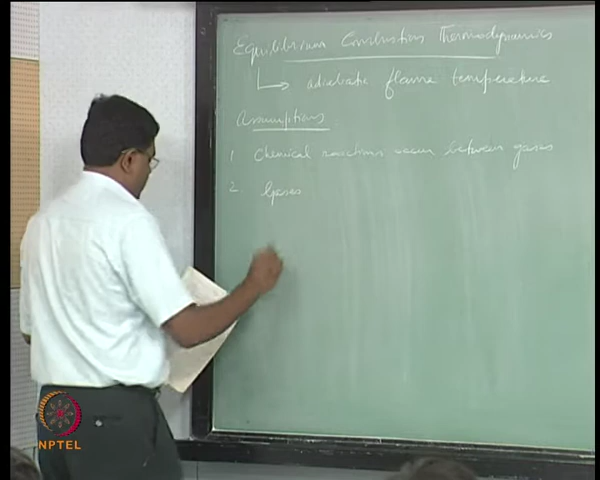 Equilibrium Combustion Thermodynamics
adiabatic flame temperature
Assumptions
1 Chemical reactions occur between gases
2. Gases
NPTEL